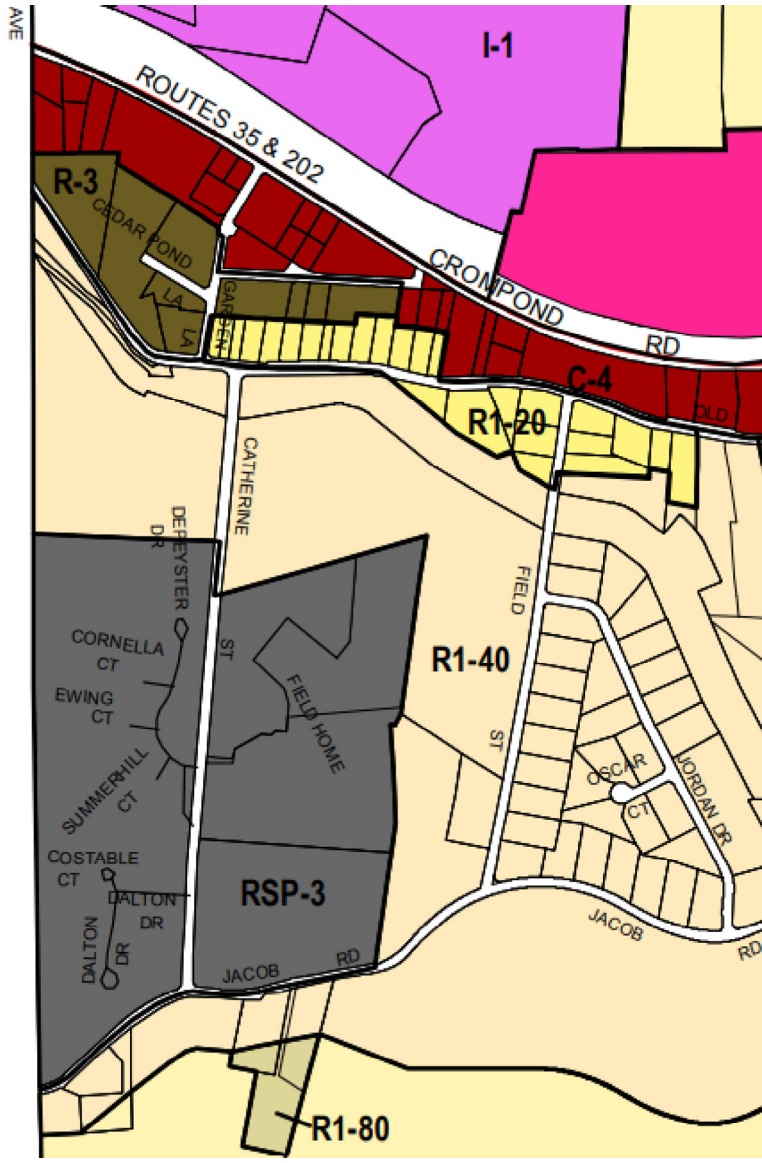 AVE
I-1
ROUTES 35 & 202
R-3
CEDAR POND
LA
LA
GARDEN
CROMPOND
RD
C-4
OLD
R1-20
CATHERINE
ST
DEPEYSTER
DR
FIELD
ST
CORNELLA
CT
R1-40
EWING
CT
FIELD HOME
SUMMERHILL
CT
OSCAR
CT
JORDAN DR
COSTABLE
CT
DALTON
DR
RSP-3
DALTON
DR
JACOB
RD
JACOB
RD
R1-80